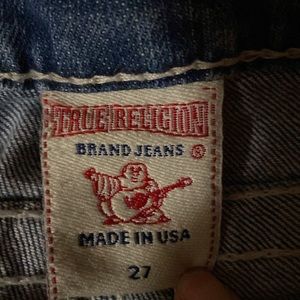 TRUE RELIGION
BRAND JEANS ®
MADE IN USA
27